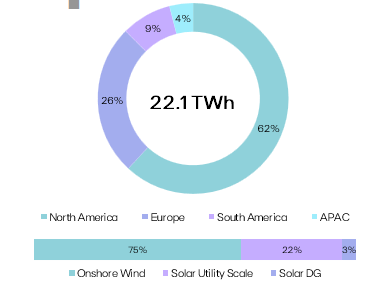 4%
9%
26%
22.1 TWh
62%
North America Europe South America APAC
75% 22% 3%
Onshore Wind Solar Utility Scale Solar DG